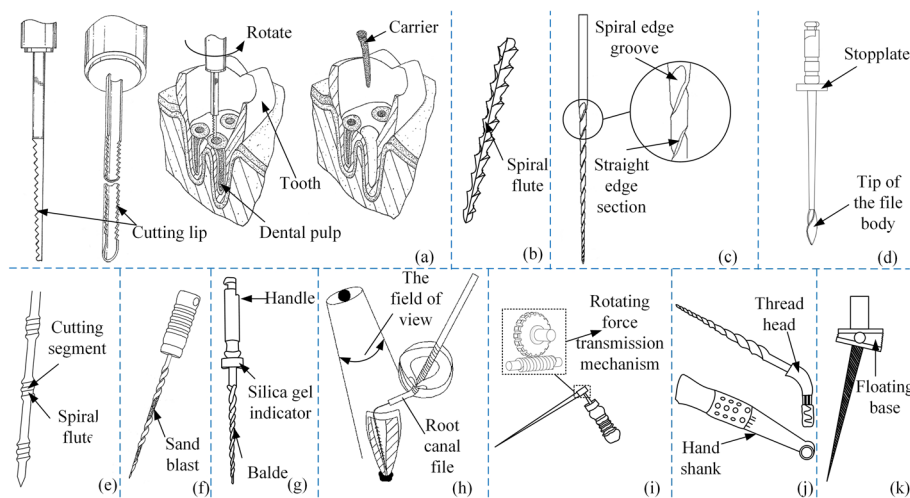 Rotate
Cutting lip
Tooth
Dental pulp
Carrier
(a)
Spiral
flute
(b)
Spiral edge
groove
Straight
edge
section
(c)
Stopplate
Tip of
the file
body
(d)
Cutting
segment
Spiral
flute
(e)
Sand
blast
(f)
Handle
Silica gel
indicator
Balde
(g)
The
field of
view
Root
canal
file
(h)
Rotating
force
transmission
mechanism
(i)
Thread
head
Hand
shank
(j)
Floating
base
(k)